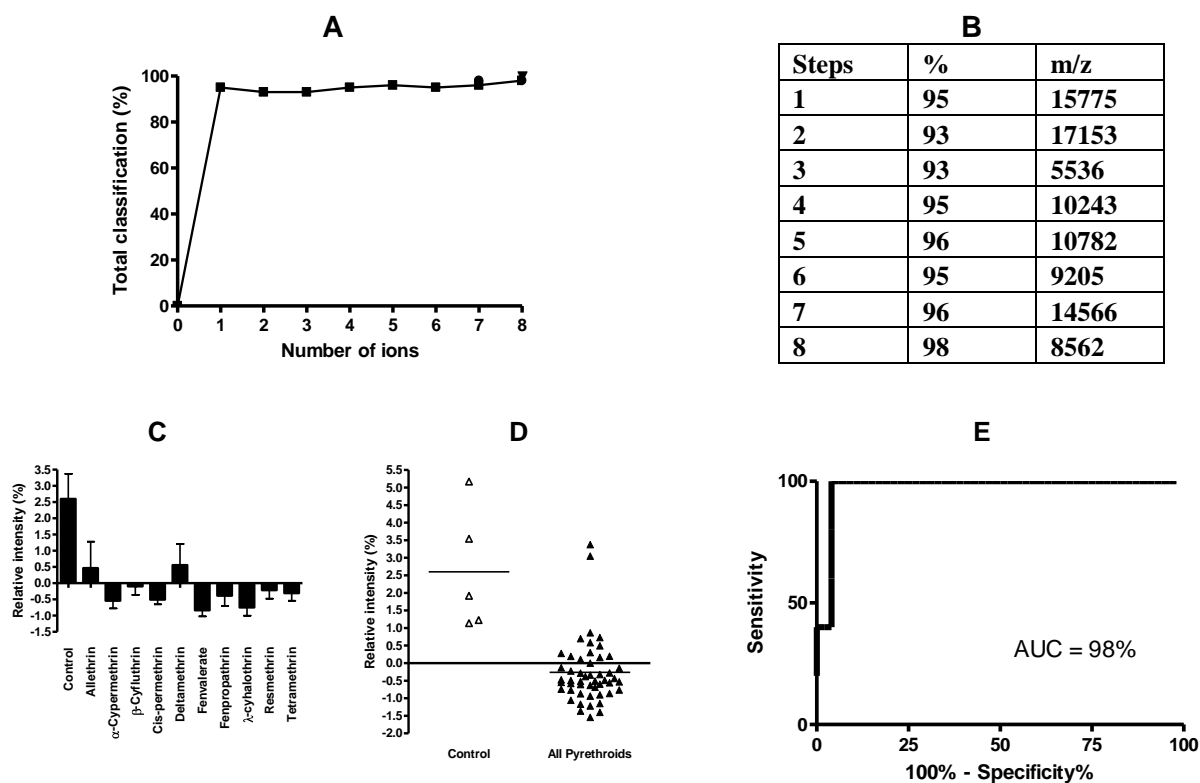 A
Total classification (%)
100
80
60
40
20
0
0 1 2 3 4 5 6 7 8
Number of ions
B
Steps % m/z
1 95 15775
2 93 17153
3 93 5536
4 95 10243
5 96 10782
6 95 9205
7 96 14566
8 98 8562
C
Relative intensity (%)
3.5
3.0
2.5
2.0
1.5
1.0
0.5
0.0
-0.5
-1.0
-1.5
Control
Allethrin
α-Cypermethrin
β-Cyfluthrin
Cis-permethrin
Deltamethrin
Fenvalerate
Fenpropathrin
λ-cyhalothrin
Resmethrin
Tetramethrin
D
Relative intensity (%)
5.5
5.0
4.5
4.0
3.5
3.0
2.5
2.0
1.5
1.0
0.5
0.0
-0.5
-1.0
-1.5
-2.0
Control All Pyrethroids
E
Sensitivity
100
50
0
AUC = 98%
0 25 50 75 100
100% - Specificity%